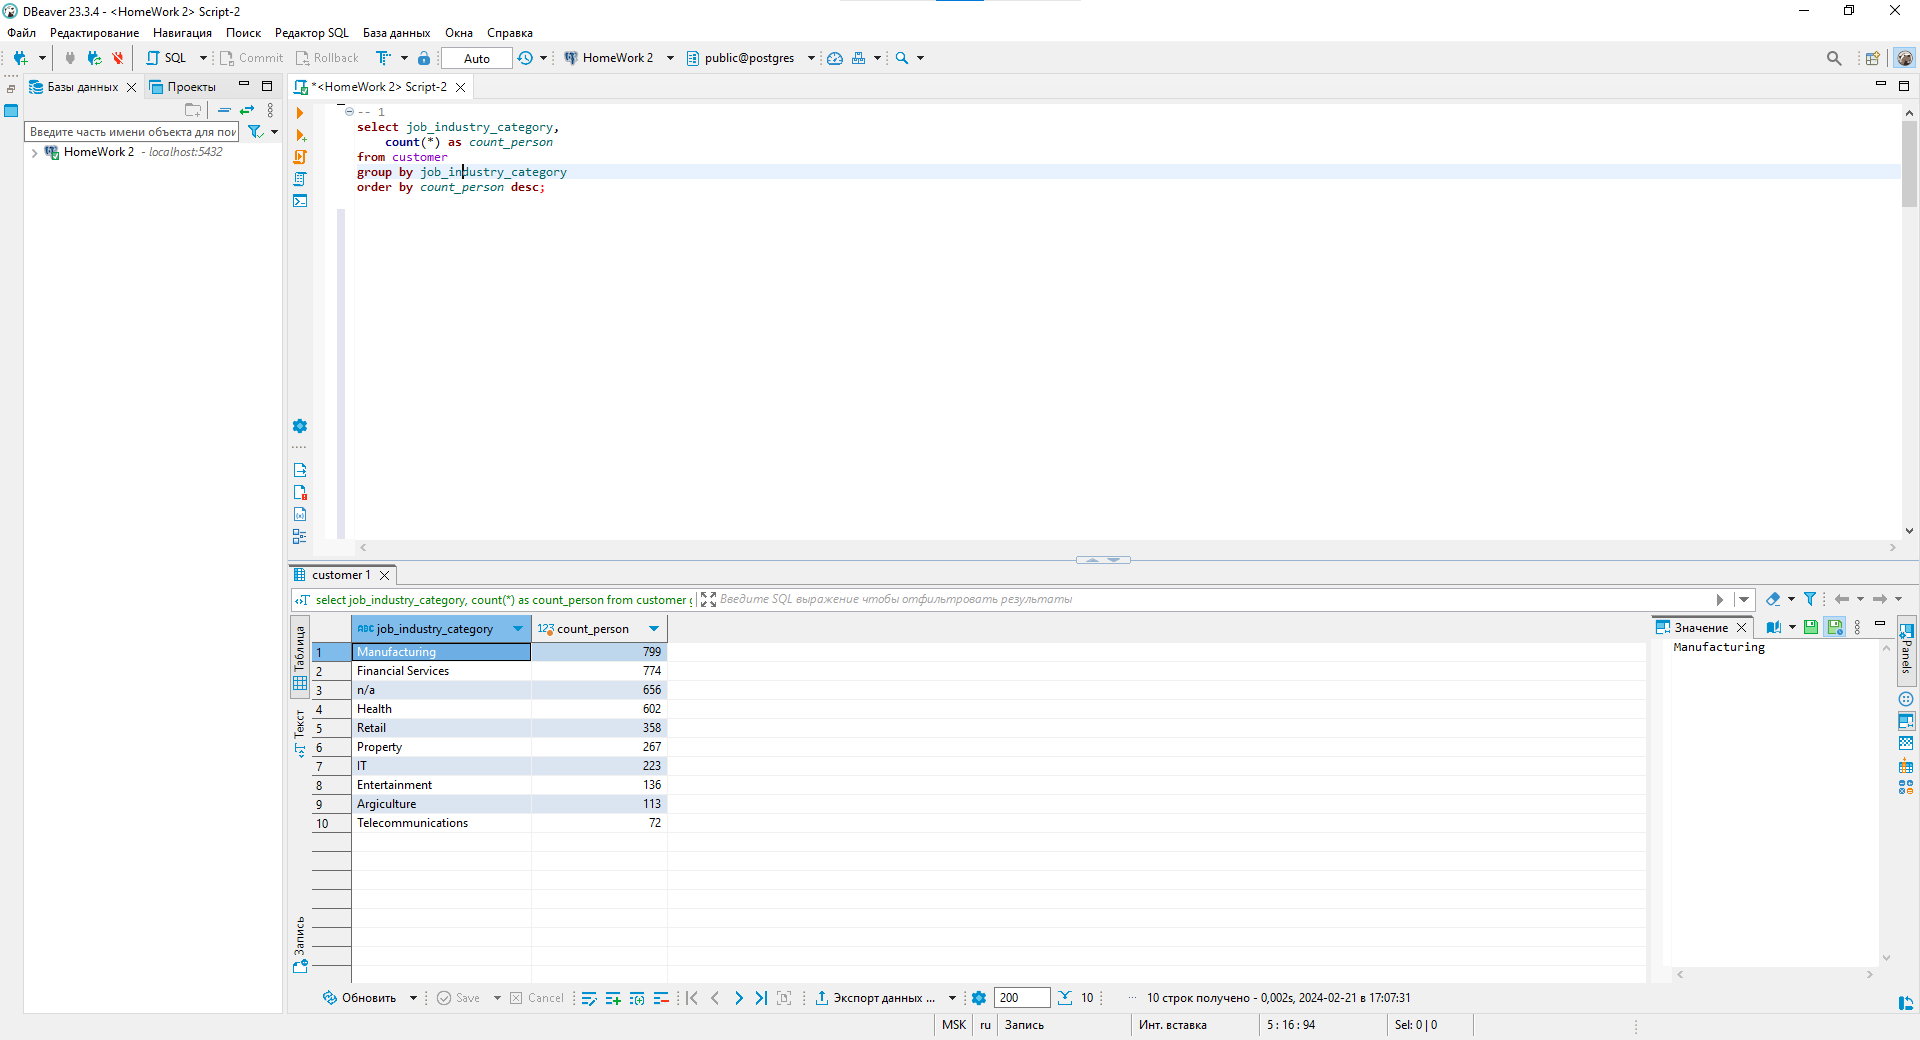 DBeaver 23.3.4 - <HomeWork 2> Script-2
Файл Редактирование Навигация Поиск Редактор SQL База данных Окна Справка
SQL Commit Rollback Auto HomeWork 2 public@postgres
Базы данных Проекты
*<HomeWork 2> Script-2
Введите часть имени объекта для пои
HomeWork 2 - localhost:5432
-- 1
select job_industry_category,
count(*) as count_person
from customer
group by job_industry_category
order by count_person desc;
customer 1
select job_industry_category, count(*) as count_person from customer g
Введите SQL выражение чтобы отфильтровать результаты
Таблица
Текст
Запись
ABC job_industry_category 123 count_person
1 Manufacturing 799
2 Financial Services 774
3 n/a 656
4 Health 602
5 Retail 358
6 Property 267
7 IT 223
8 Entertainment 136
9 Argiculture 113
10 Telecommunications 72
Значение
Manufacturing
Panels
Обновить Save Cancel Экспорт данных ... 200 10 ... 10 строк получено - 0,002s, 2024-02-21 в 17:07:31
MSK ru Запись Инт. вставка 5 : 16 : 94 Sel: 0 | 0